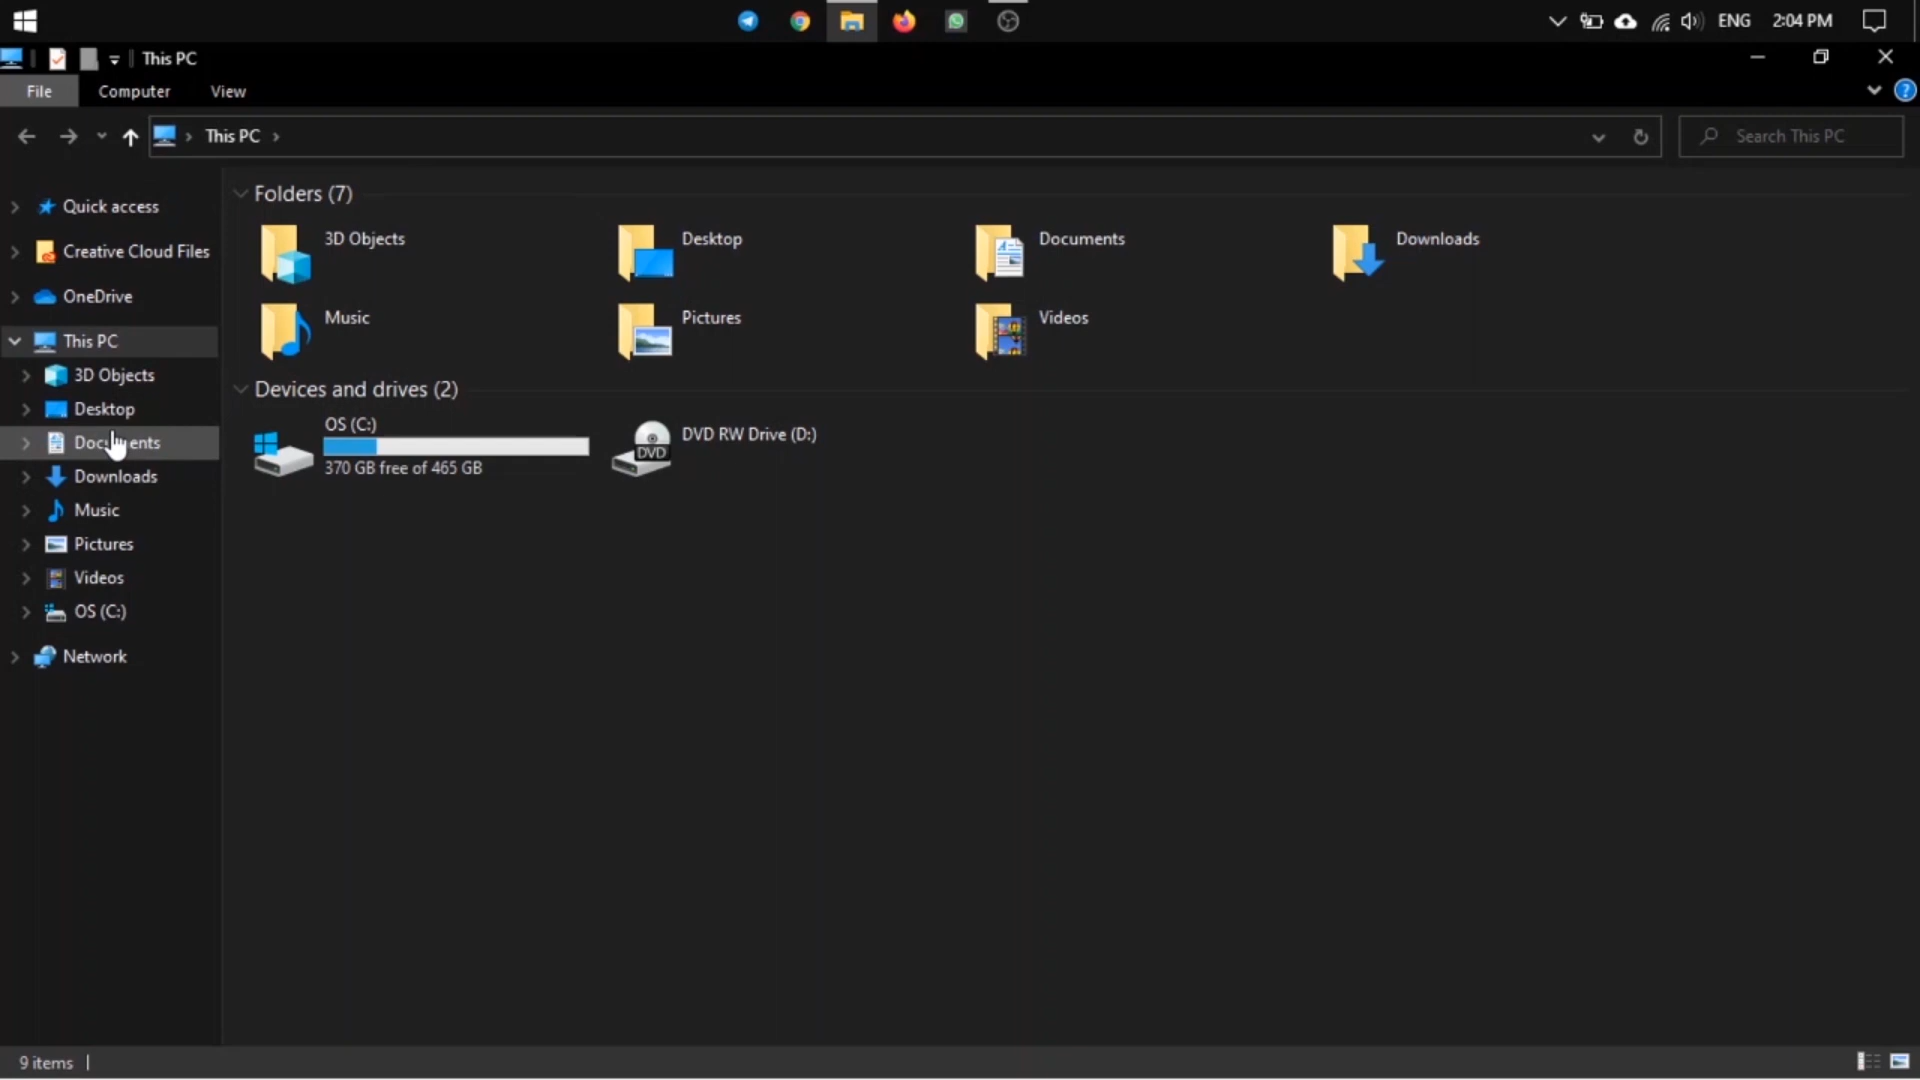 ENG 2:04 PM
This PC
File Computer View
This PC
Search This PC
Quick access
Creative Cloud Files
OneDrive
This PC
3D Objects
Desktop
Documents
Downloads
Music
Pictures
Videos
OS (C:)
Network
Folders (7)
3D Objects
Desktop
Documents
Downloads
Music
Pictures
Videos
Devices and drives (2)
OS (C:)
370 GB free of 465 GB
DVD
DVD RW Drive (D:)
9 items